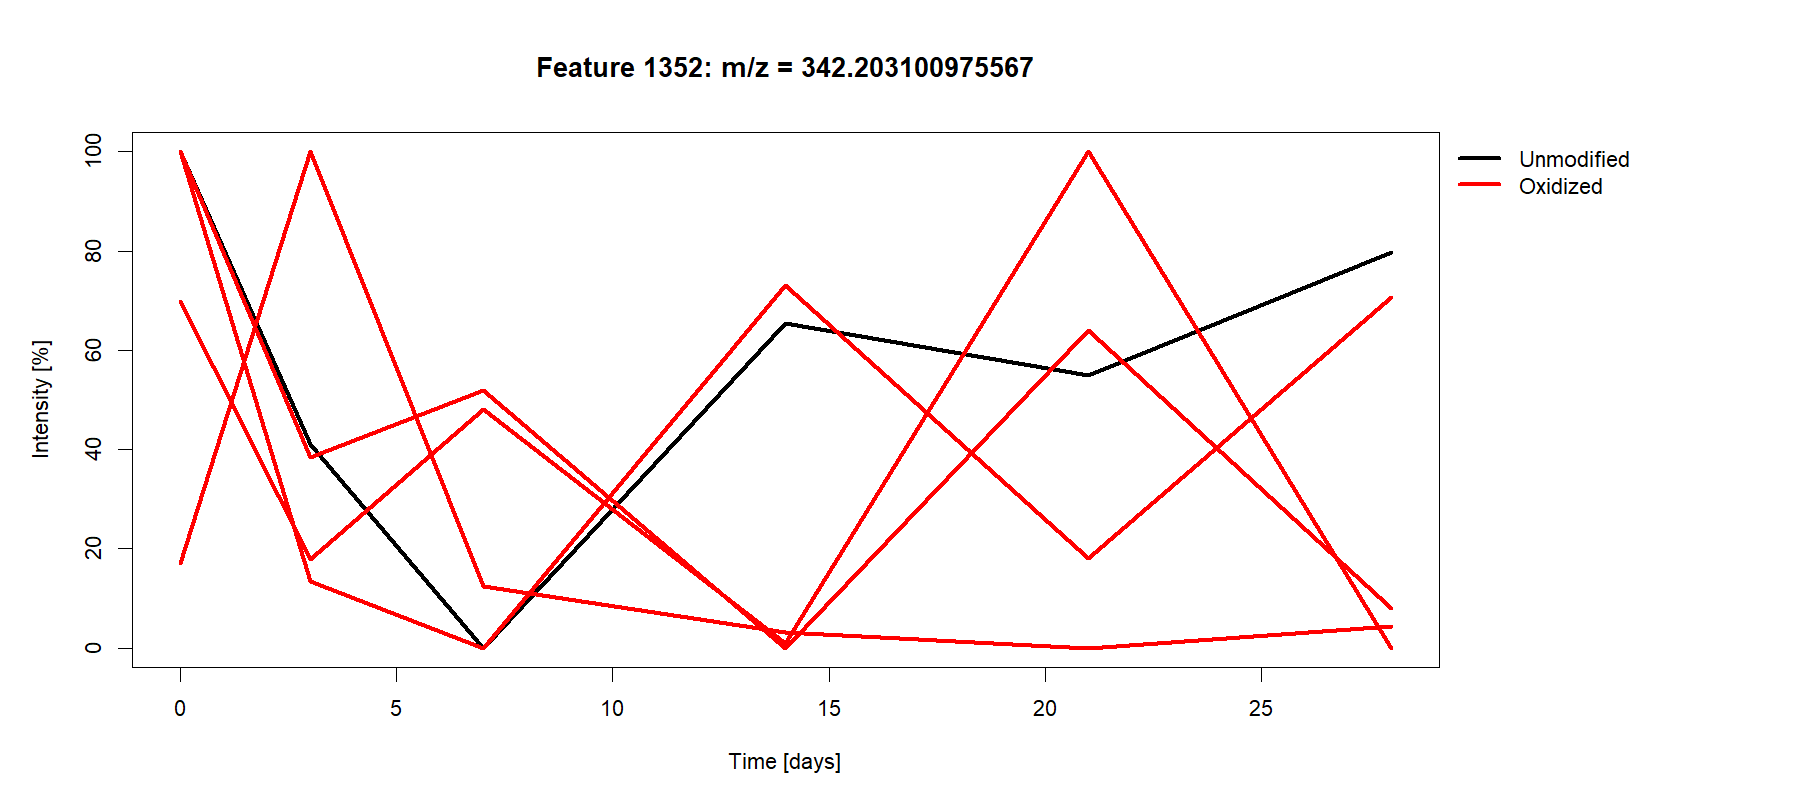 Feature 1352: m/z = 342.203100975567
Unmodified
Oxidized
100
80
60
40
20
0
Intensity [%]
0 5 10 15 20 25
Time [days]